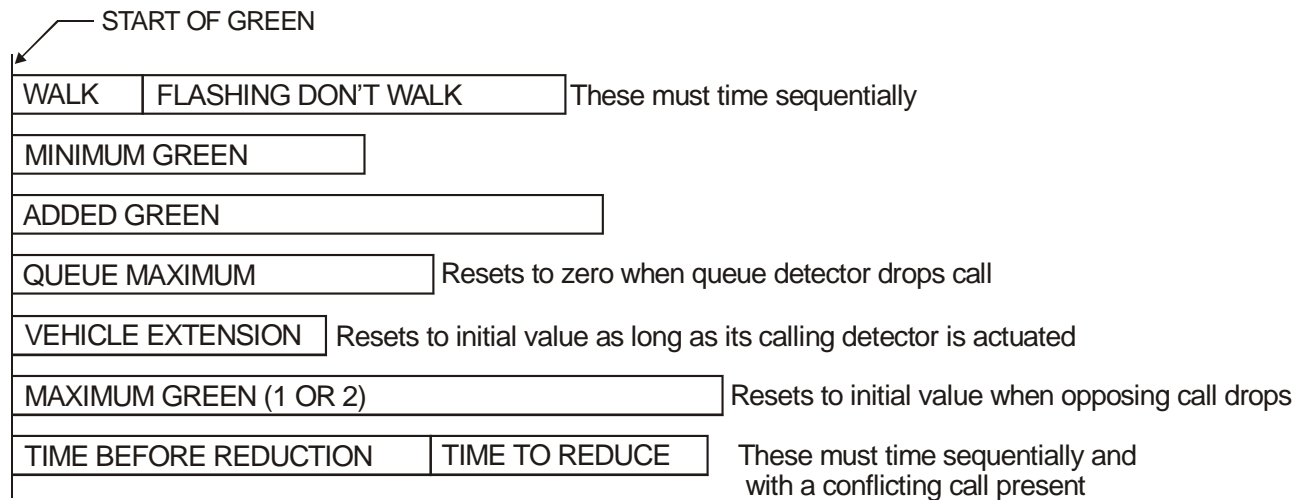 START OF GREEN
WALK FLASHING DON'T WALK These must time sequentially
MINIMUM GREEN
ADDED GREEN
QUEUE MAXIMUM Resets to zero when queue detector drops call
VEHICLE EXTENSION Resets to initial value as long as its calling detector is actuated
MAXIMUM GREEN (1 OR 2) Resets to initial value when opposing call drops
TIME BEFORE REDUCTION TIME TO REDUCE These must time sequentially and
with a conflicting call present